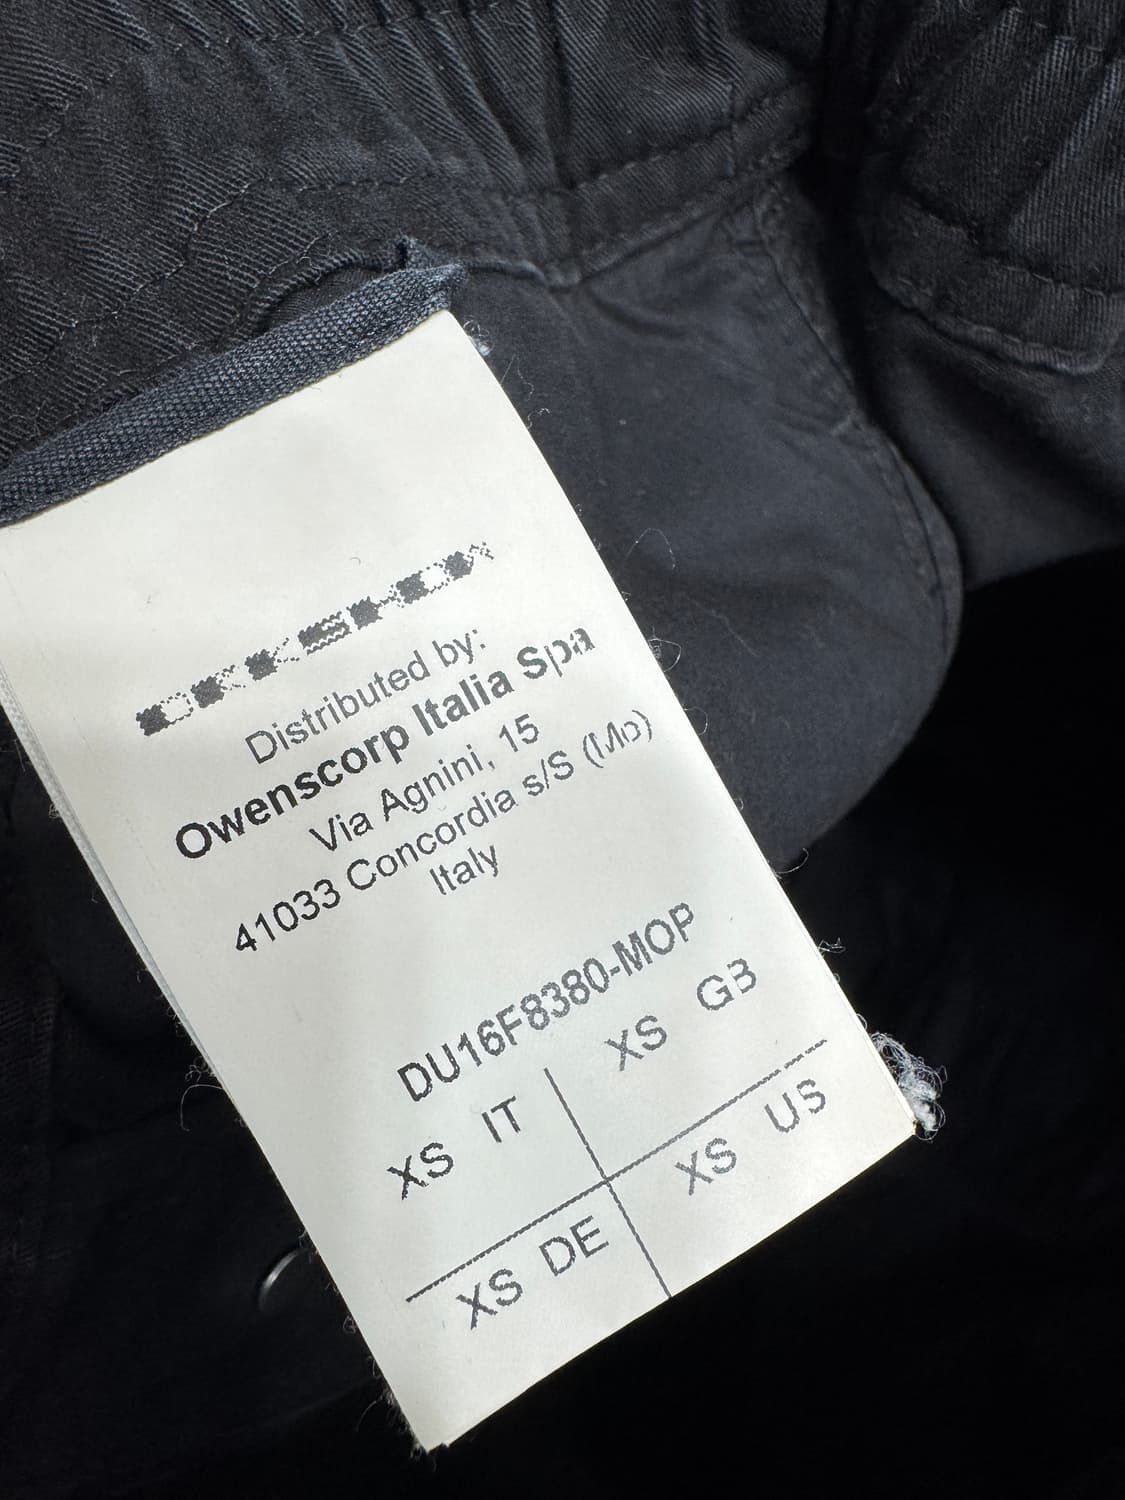 DRKSHDW
Distributed by:
Owenscorp Italia Spa
Via Agnini, 15
41033 Concordia s/S (Mo)
Italy
DU16F8380-MOP
XS IT
XS GB
XS DE
XS US